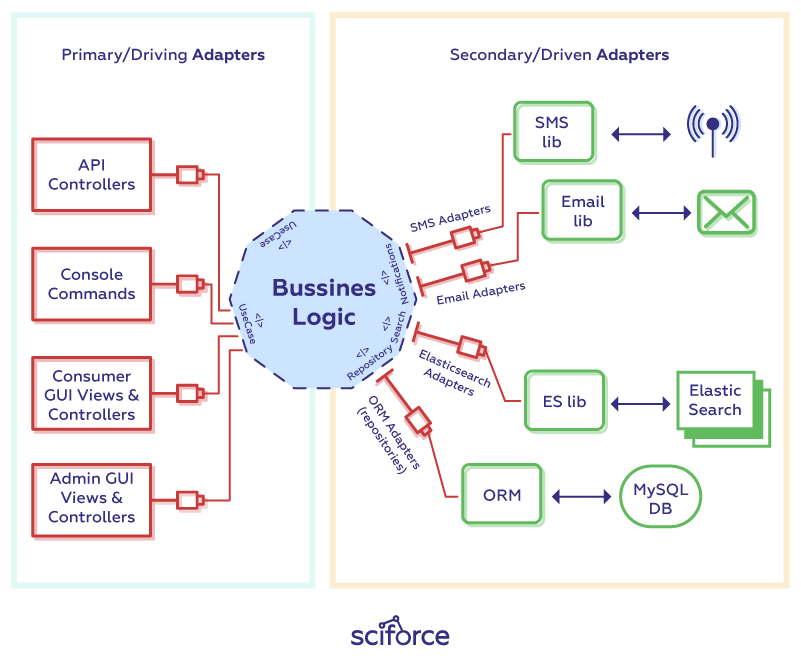 Primary/Driving Adapters
Secondary/Driven Adapters
API
Controllers
Console
Commands
Consumer
GUI Views &
Controllers
Admin GUI
Views &
Controllers
UseCase
</>
UseCase
</>
Bussines
Logic
Notifications
</>
Repository Search
</>
</>
SMS Adapters
Email Adapters
Elasticsearch
Adapters
ORM Adapters
(repositories)
SMS
lib
Email
lib
ES lib
Elastic
Search
ORM
MySQL
DB
sciforce